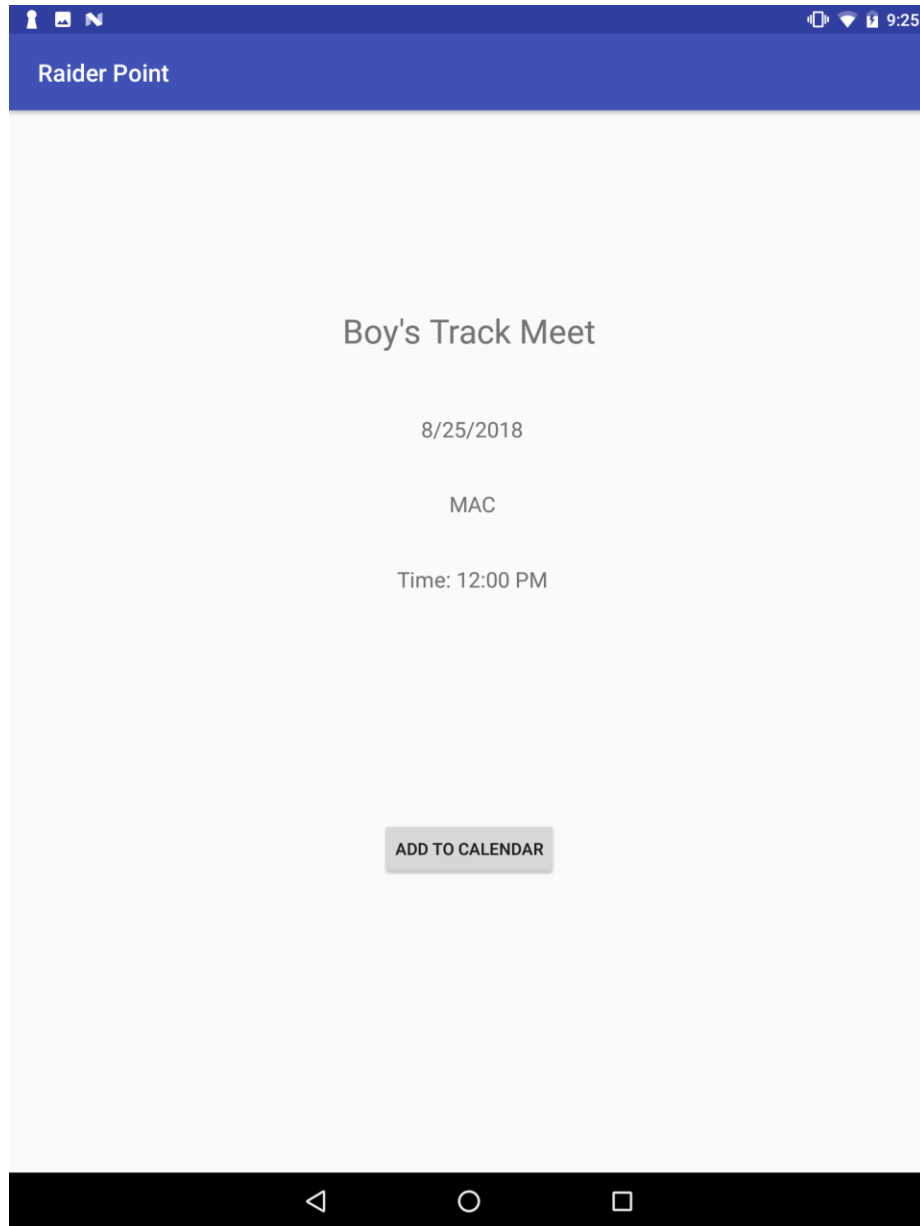 9:25
Raider Point
Boy's Track Meet
8/25/2018
MAC
Time: 12:00 PM
ADD TO CALENDAR